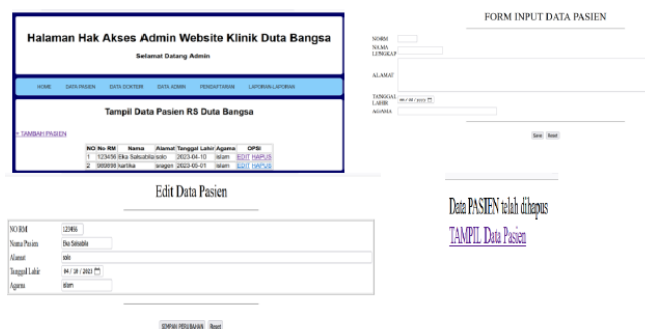 Halaman Hak Akses Admin Website Klinik Duta Bangsa
Selamat Datang Admin
HOME DATA PASIEN DATA DOKTER DATA ADMIN PENDAFTARAN LAPORAN-LAPORAN
Tampil Data Pasien RS Duta Bangsa
+ TAMBAH PASIEN
NO No RM Nama Alamat Tanggal Lahir Agama OPSI
1 123456 Eka Salsabila solo 2023-04-10 islam EDIT HAPUS
2 kartika sragen 2023-05-01 islam EDIT HAPUS
FORM INPUT DATA PASIEN
NORM
NAMA
LENGKAP
ALAMAT
TANGGAL
LAHIR
AGAMA
Save Reset
Edit Data Pasien
NO RM 123456
Nama Pasien Eka Salsabila
Alamat solo
Tanggal Lahir 04 / 10 / 2023
Agama islam
SIMPAN PERUBAHAN Reset
Data PASIEN telah dihapus
TAMPIL Data Pasien